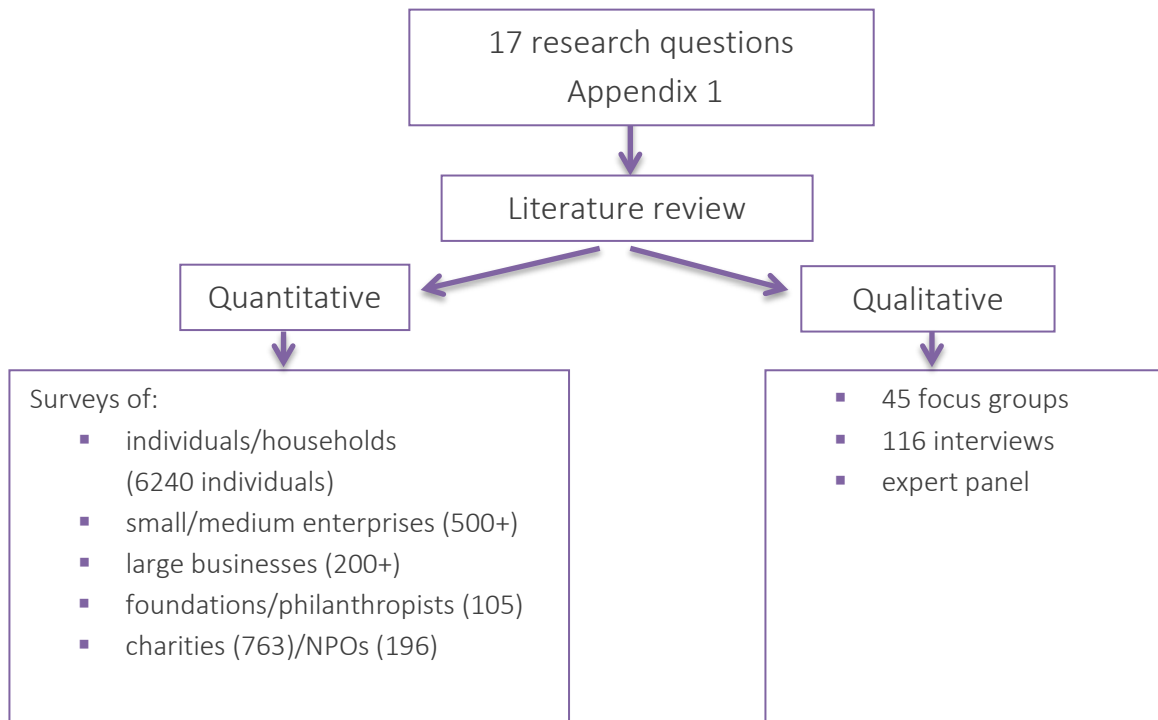 17 research questions
Appendix 1
Literature review
Quantitative
Qualitative
Surveys of:
▪ individuals/households
(6240 individuals)
▪ small/medium enterprises (500+)
▪ large businesses (200+)
▪ foundations/philanthropists (105)
▪ charities (763)/NPOs (196)
▪ 45 focus groups
▪ 116 interviews
▪ expert panel